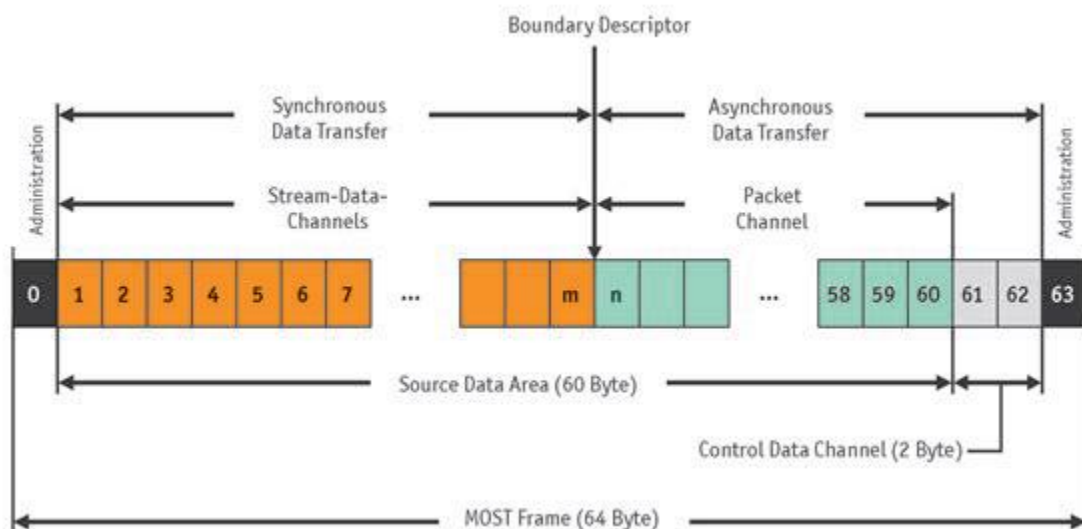 Boundary Descriptor
Administration
Synchronous
Data Transfer
Asynchronous
Data Transfer
Administration
Stream-Data-
Channels
Packet
Channel
0 1 2 3 4 5 6 7 ... m n ... 58 59 60 61 62 63
Source Data Area (60 Byte)
Control Data Channel (2 Byte)
MOST Frame (64 Byte)